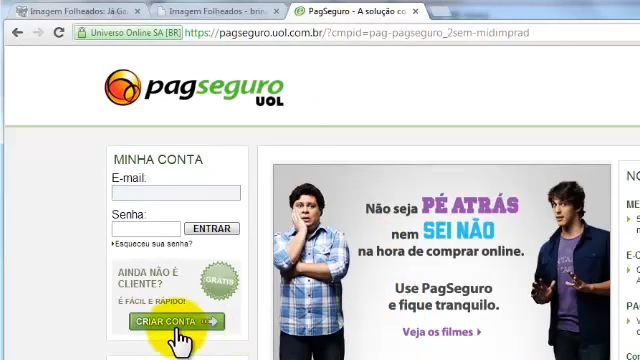 Imagem Folheados: Já Ga
Imagem Folheados - brin
PagSeguro - A solução co
Universo Online SA [BR]
https://pagseguro.uol.com.br/?cmpid=pag-pagseguro_2sem-midimprad
pagseguro
UOL
MINHA CONTA
E-mail:
Senha:
ENTRAR
Esqueceu sua senha?
AINDA NÃO É
CLIENTE?
GRÁTIS
É FÁCIL E RÁPIDO!
CRIAR CONTA
Não seja PÉ ATRÁS
nem SEI NÃO
na hora de comprar online.
Use PagSeguro
e fique tranquilo.
Veja os filmes